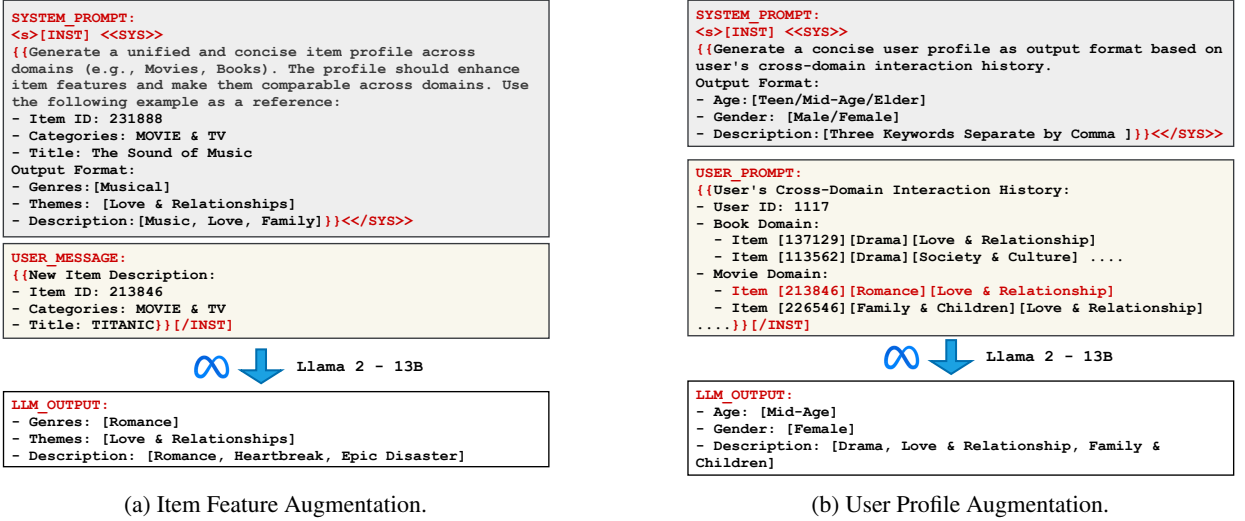 SYSTEM_PROMPT:
<s>[INST] <<SYS>>
{{Generate a unified and concise item profile across
domains (e.g., Movies, Books). The profile should enhance
item features and make them comparable across domains. Use
the following example as a reference:
- Item ID: 231888
- Categories: MOVIE & TV
- Title: The Sound of Music
Output Format:
- Genres:[Musical]
- Themes: [Love & Relationships]
- Description:[Music, Love, Family]}}<</SYS>>
USER_MESSAGE:
{{New Item Description:
- Item ID: 213846
- Categories: MOVIE & TV
- Title: TITANIC}}[/INST]
Llama 2 - 13B
LLM_OUTPUT:
- Genres: [Romance]
- Themes: [Love & Relationships]
- Description: [Romance, Heartbreak, Epic Disaster]
(a) Item Feature Augmentation.
SYSTEM_PROMPT:
<s>[INST] <<SYS>>
{{Generate a concise user profile as output format based on
user's cross-domain interaction history.
Output Format:
- Age:[Teen/Mid-Age/Elder]
- Gender: [Male/Female]
- Description:[Three Keywords Separate by Comma ]}}<</SYS>>
USER_PROMPT:
{{User's Cross-Domain Interaction History:
- User ID: 1117
- Book Domain:
- Item [137129][Drama][Love & Relationship]
- Item [113562][Drama][Society & Culture] ....
- Movie Domain:
- Item [213846][Romance][Love & Relationship]
- Item [226546][Family & Children][Love & Relationship]
....}}[/INST]
Llama 2 - 13B
LLM_OUTPUT:
- Age: [Mid-Age]
- Gender: [Female]
- Description: [Drama, Love & Relationship, Family &
Children]
(b) User Profile Augmentation.